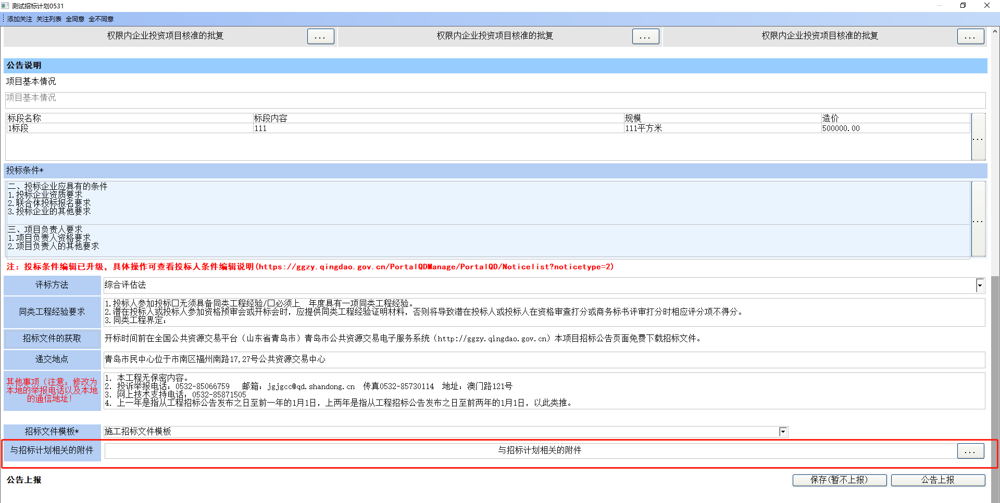 测试招标计划0531
添加关注 关注列表 全同意 全不同意
权限内企业投资项目核准的批复 ... 权限内企业投资项目核准的批复 ... 权限内企业投资项目核准的批复 ...
公告说明
项目基本情况
项目基本情况
标段名称 标段内容 规模 造价
1标段 111 111平方米 500000.00
...
投标条件*
二、投标企业应具有的条件
1.投标企业资质要求
2.联合体投标报名要求
3.投标企业的其他要求
...
三、项目负责人要求
1.项目负责人资格要求
2.项目负责人的其他要求
注：投标条件编辑已升级，具体操作可查看投标人条件编辑说明(https://ggzy.qingdao.gov.cn/PortalQDManage/PortalQD/Noticelist?noticetype=2)
评标方法 综合评估法
同类工程经验要求
1.投标人参加投标□无须具备同类工程经验/□必须上__年度具有一项同类工程经验。
2.潜在投标人或投标人参加资格预审会或开标会时，应提供同类工程经验证明材料，否则将导致潜在投标人或投标人在资格审查打分或商务标书评审打分时相应评分项不得分。
3.同类工程界定：
招标文件的获取 开标时间前在全国公共资源交易平台（山东省青岛市）青岛市公共资源交易电子服务系统（http://ggzy.qingdao.gov.cn）本项目招标公告页面免费下载招标文件。
递交地点 青岛市民中心位于市南区福州南路17,27号公共资源交易中心
其他事项（注意：修改为
本地的举报电话以及本地
的通信地址！
1. 本工程无保密内容。
2. 投诉举报电话：0532-85066759 邮箱：jgjgcc@qd.shandong.cn 传真0532-85730114 地址：澳门路121号
3. 网上技术支持电话：0532-85871505
4. 上一年是指从工程招标公告发布之日至前一年的1月1日，上两年是指从工程招标公告发布之日至前两年的1月1日，以此类推。
招标文件模板* 施工招标文件模板
与招标计划相关的附件 与招标计划相关的附件 ...
公告上报 保存(暂不上报) 公告上报